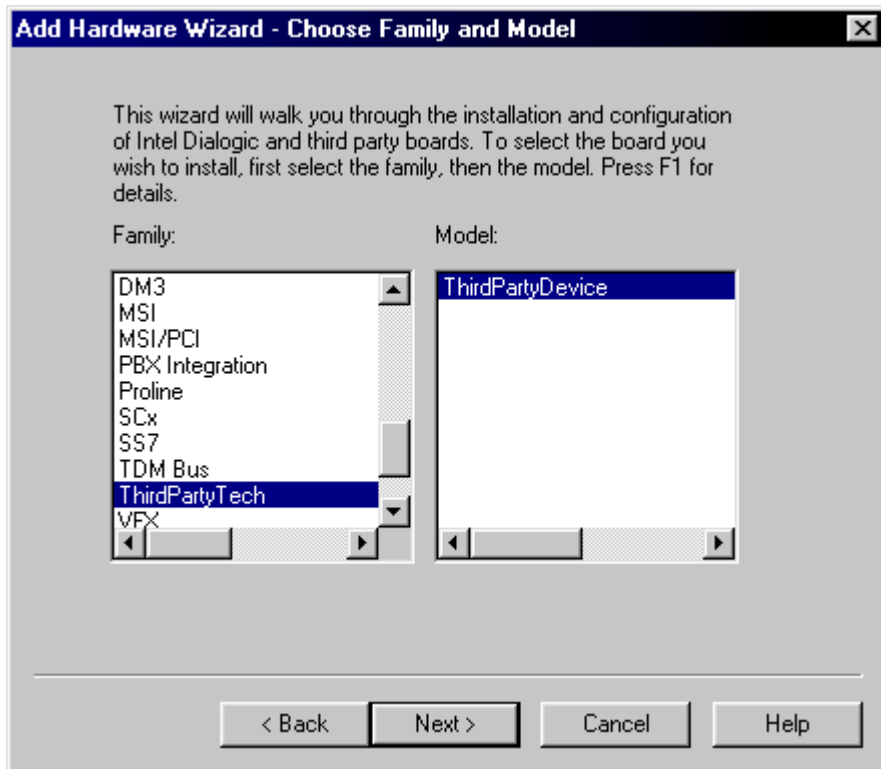 Add Hardware Wizard - Choose Family and Model
This wizard will walk you through the installation and configuration
of Intel Dialogic and third party boards. To select the board you
wish to install, first select the family, then the model. Press F1 for
details.
Family:
Model:
DM3
MSI
MSI/PCI
PBX Integration
Proline
SCx
SS7
TDM Bus
ThirdPartyTech
VFX
ThirdPartyDevice
< Back
Next >
Cancel
Help